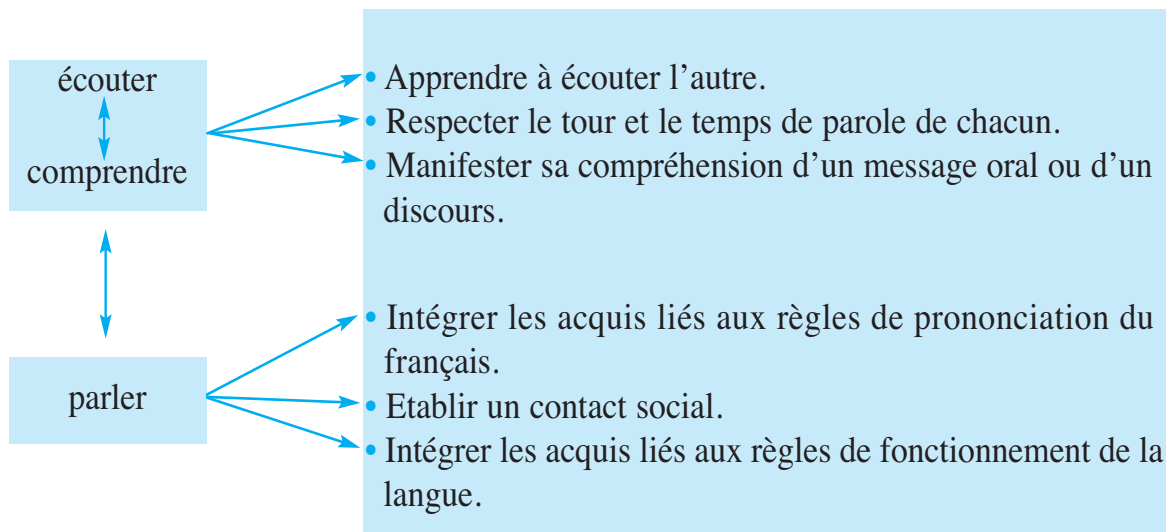 écouter
comprendre
• Apprendre à écouter l’autre.
• Respecter le tour et le temps de parole de chacun.
• Manifester sa compréhension d’un message oral ou d’un
discours.
parler
• Intégrer les acquis liés aux règles de prononciation du
français.
• Etablir un contact social.
• Intégrer les acquis liés aux règles de fonctionnement de la
langue.